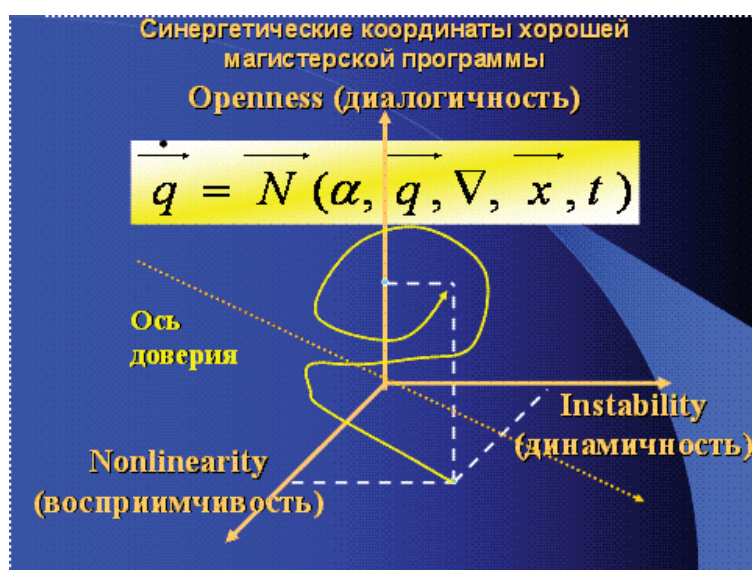 Синергетические координаты хорошей
магистерской программы
Openness (диалогичность)
q̇ = N (α, q, ∇, x, t)
Ось
доверия
Instability
(динамичность)
Nonlinearity
(восприимчивость)